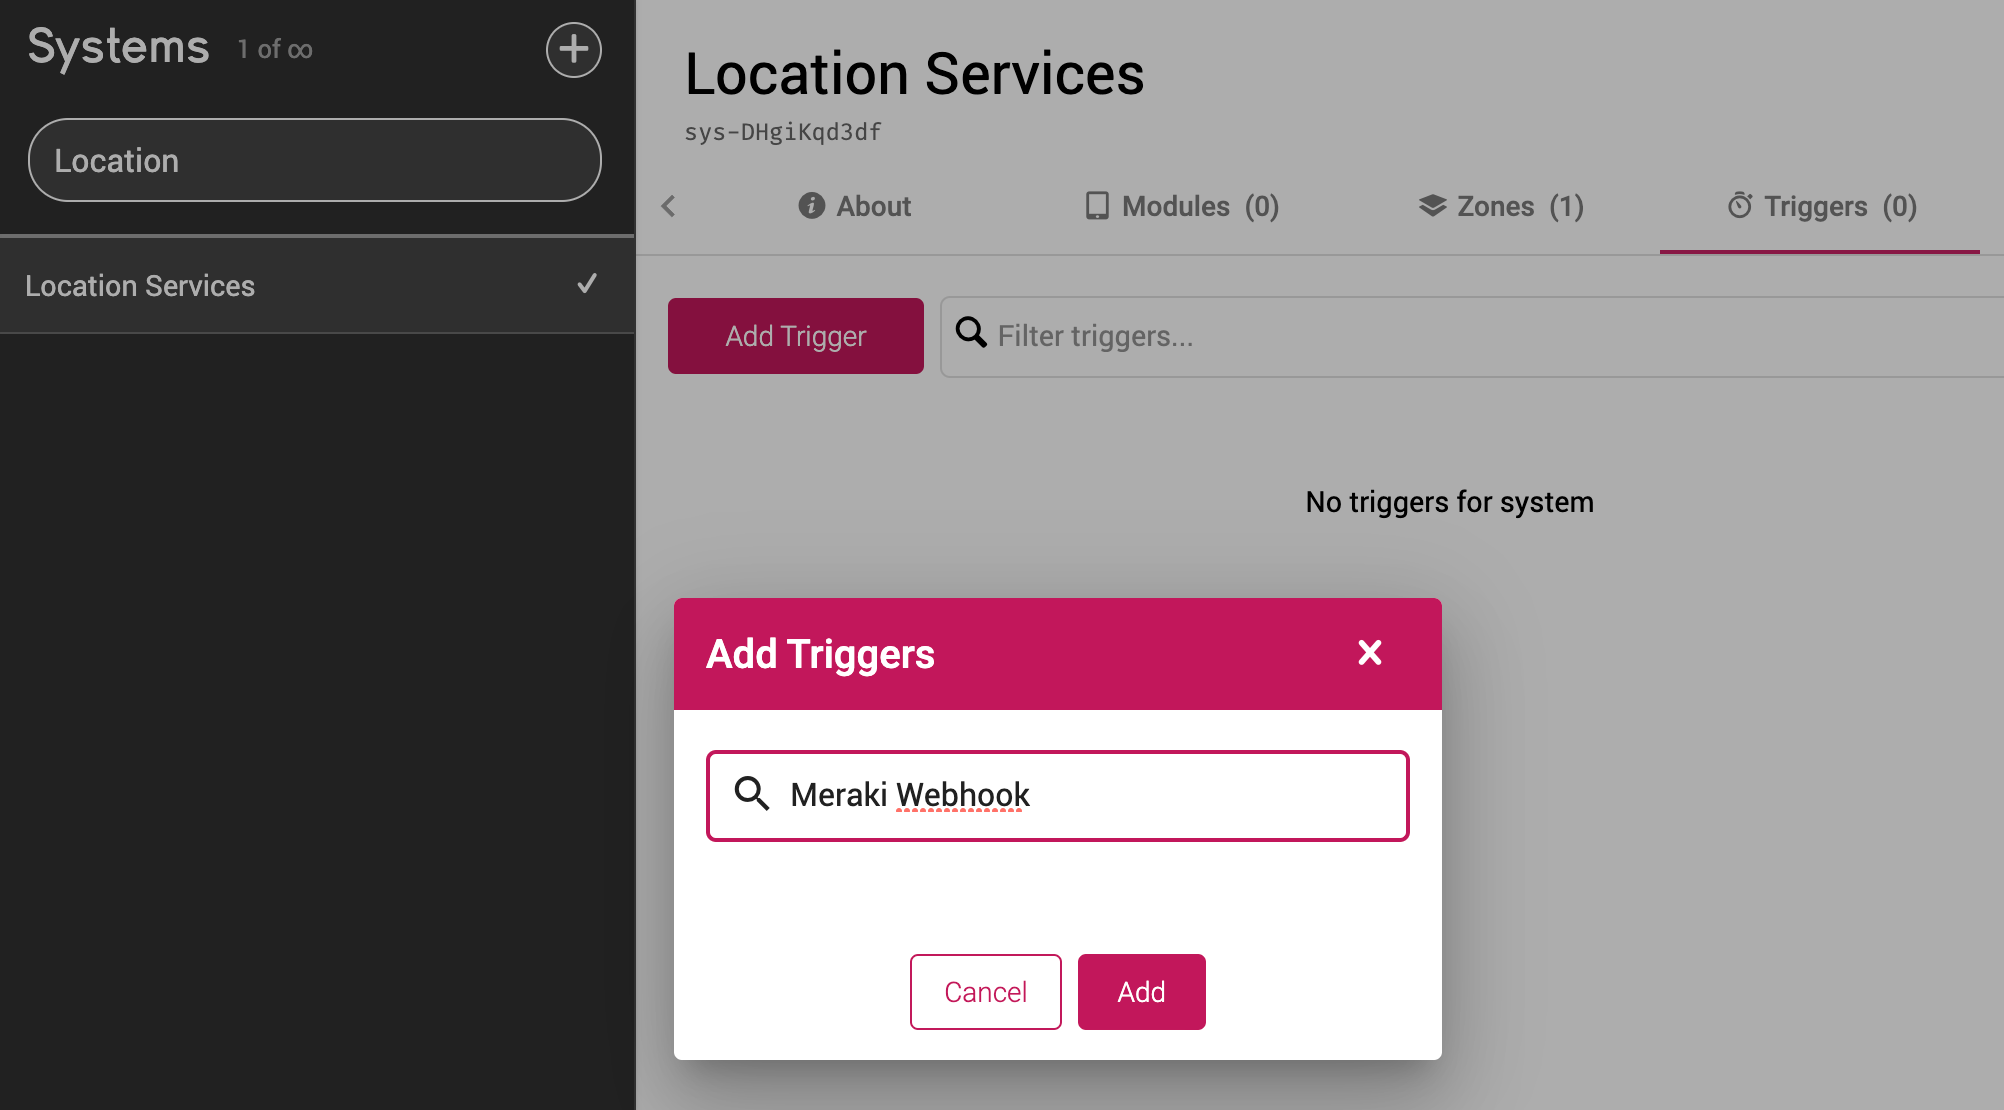 Systems 1 of ∞
Location
Location Services
Location Services
sys-DHgiKqd3df
About Modules (0) Zones (1) Triggers (0)
Add Trigger Filter triggers...
No triggers for system
Add Triggers
Meraki Webhook
Cancel Add